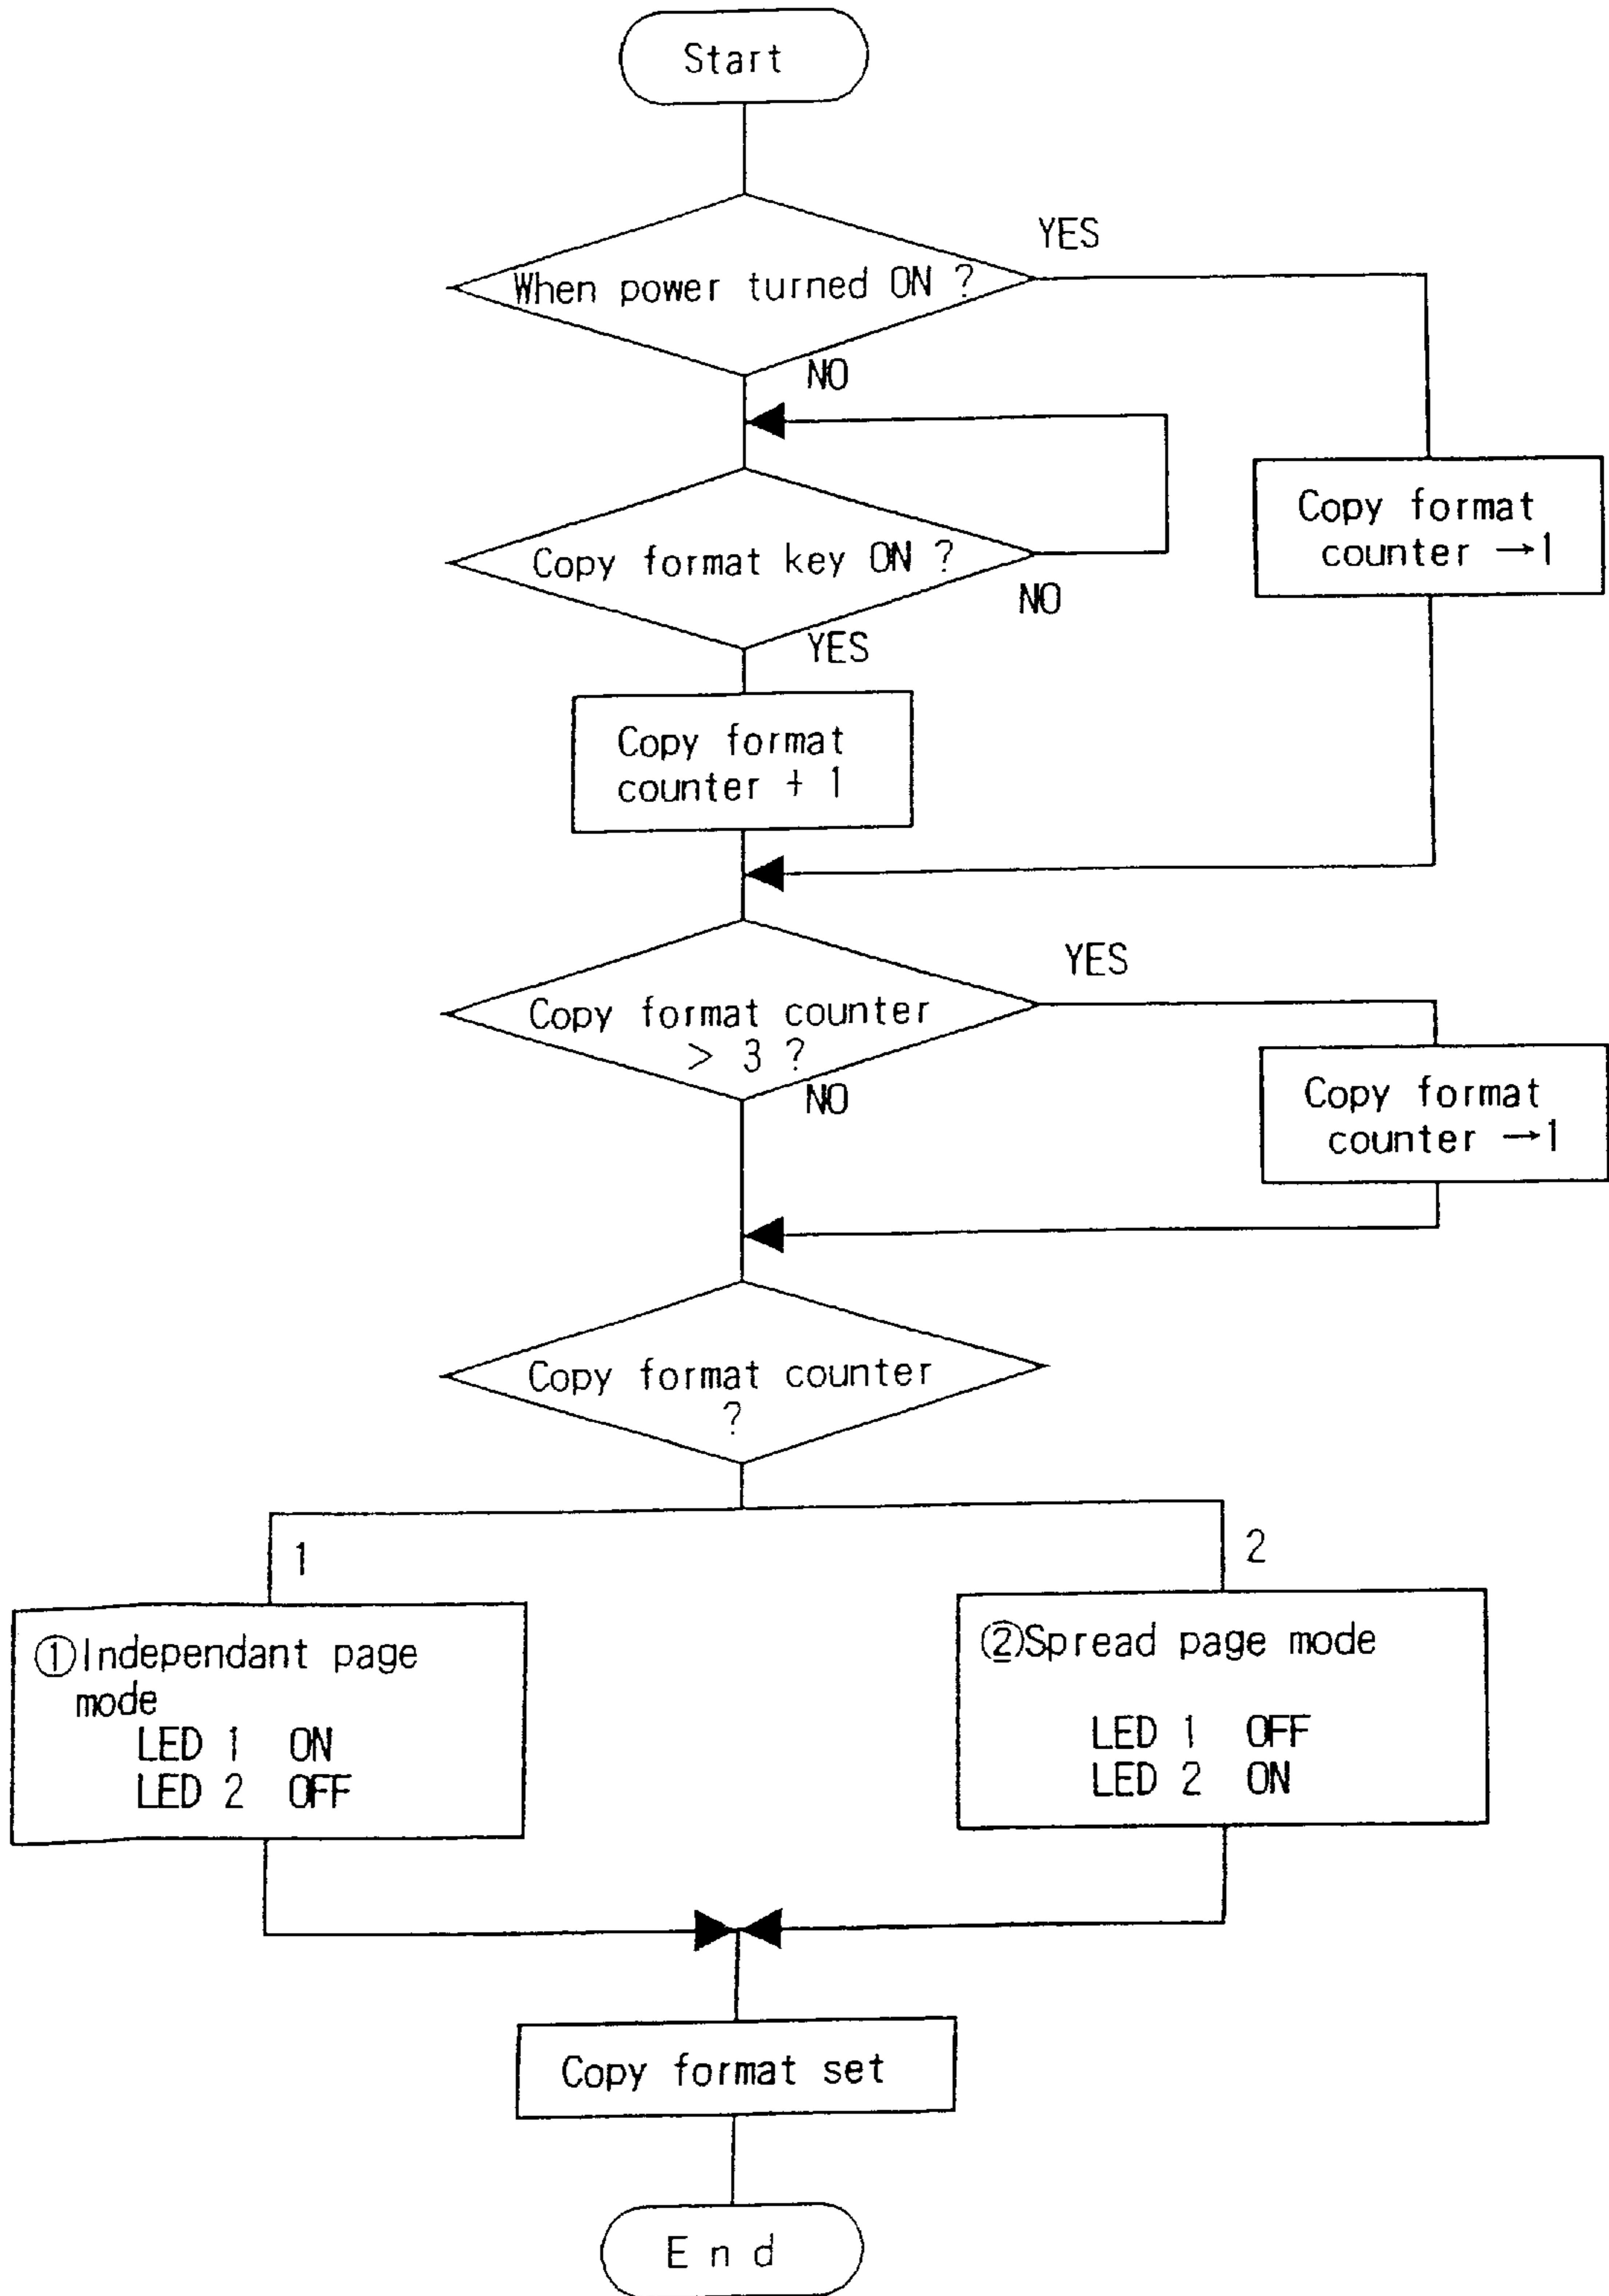 Start
When power turned ON ?
YES
NO
Copy format key ON ?
NO
YES
Copy format
counter →1
Copy format
counter + 1
Copy format counter
> 3 ?
YES
NO
Copy format
counter →1
Copy format counter
?
1
2
①Independant page
mode
LED 1 ON
LED 2 OFF
②Spread page mode
LED 1 OFF
LED 2 ON
Copy format set
End